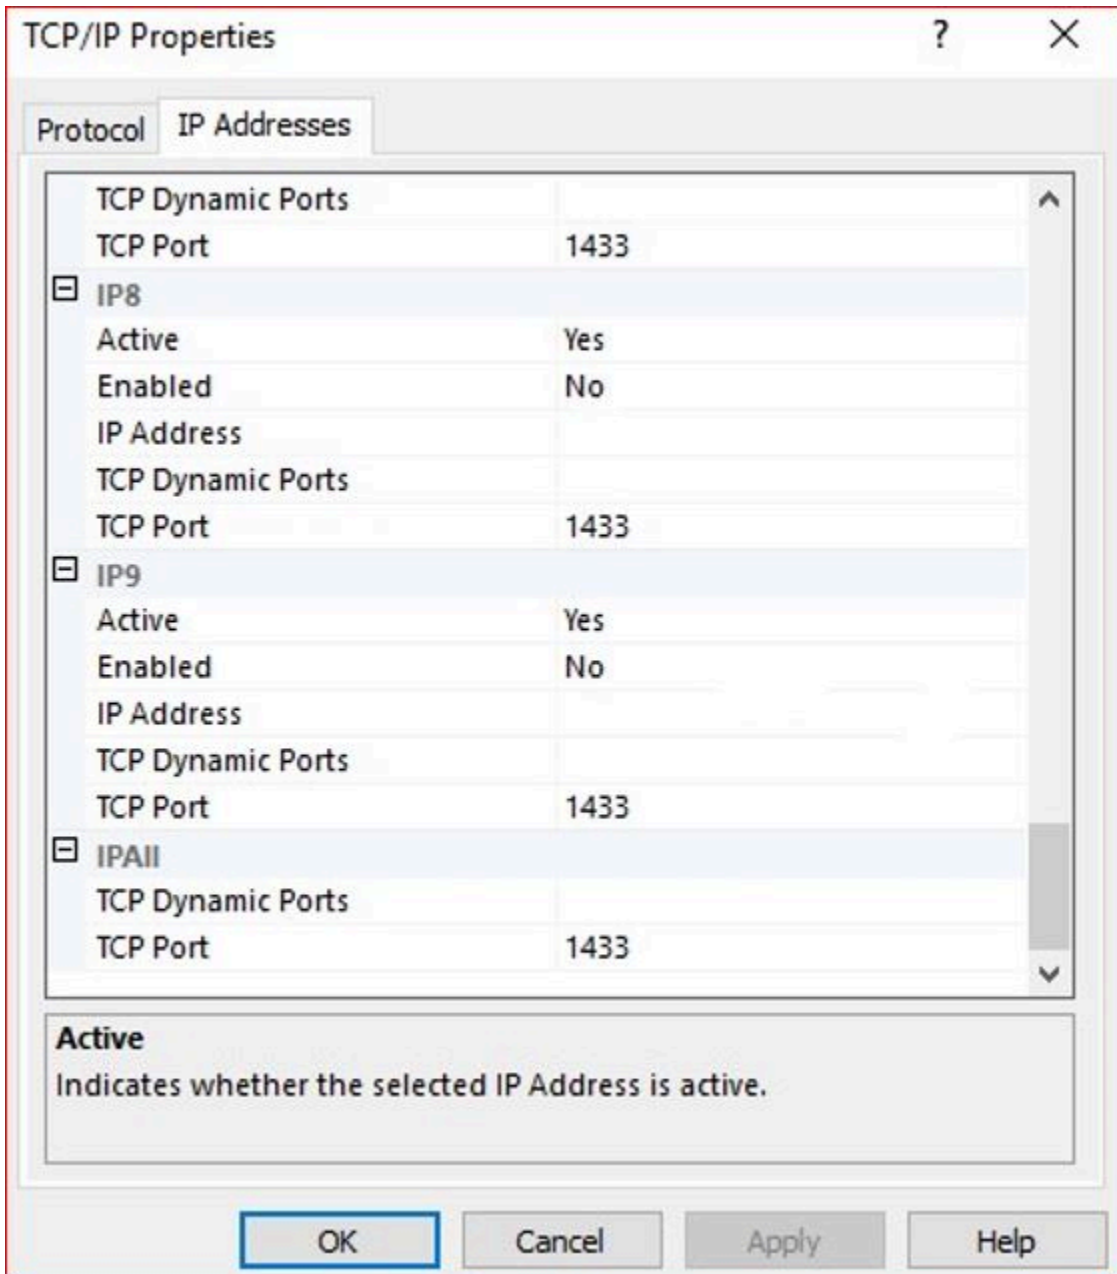 TCP/IP Properties ? ×
Protocol IP Addresses
TCP Dynamic Ports
TCP Port 1433
IP8
Active Yes
Enabled No
IP Address
TCP Dynamic Ports
TCP Port 1433
IP9
Active Yes
Enabled No
IP Address
TCP Dynamic Ports
TCP Port 1433
IPAll
TCP Dynamic Ports
TCP Port 1433
Active
Indicates whether the selected IP Address is active.
OK Cancel Apply Help